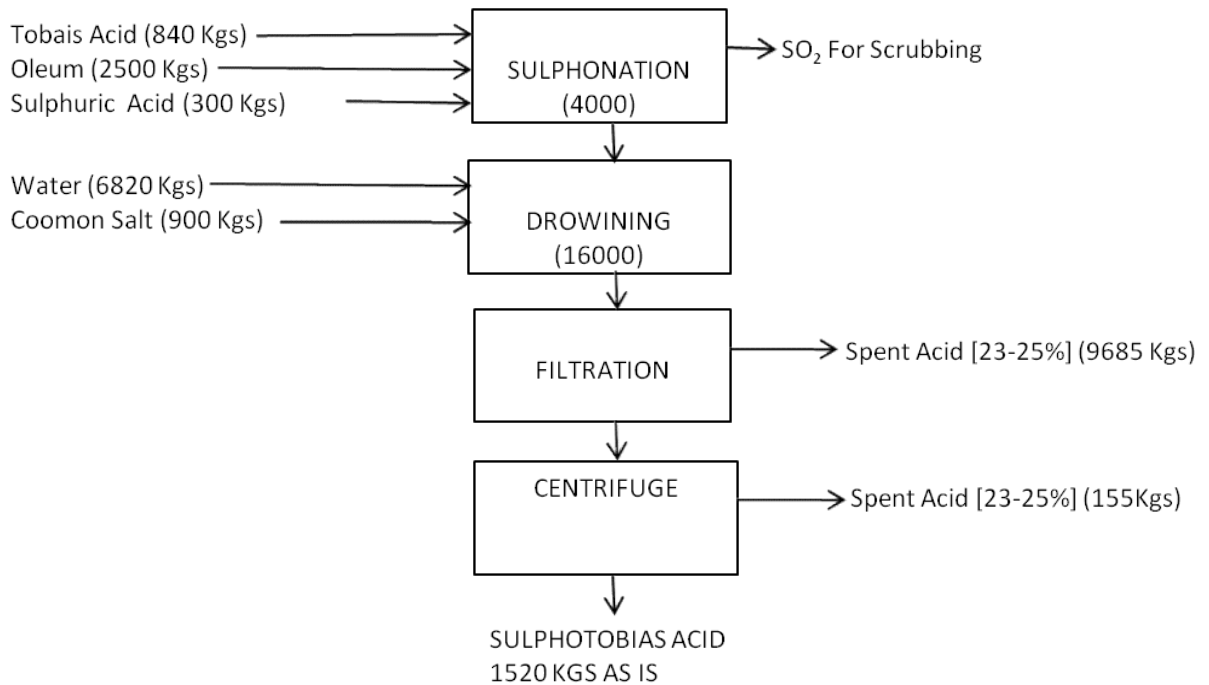 Tobais Acid (840 Kgs)
Oleum (2500 Kgs)
Sulphuric Acid (300 Kgs)
SULPHONATION
(4000)
SO₂ For Scrubbing
Water (6820 Kgs)
Coomon Salt (900 Kgs)
DROWINING
(16000)
FILTRATION
Spent Acid [23-25%] (9685 Kgs)
CENTRIFUGE
Spent Acid [23-25%] (155Kgs)
SULPHOTOBIAS ACID
1520 KGS AS IS